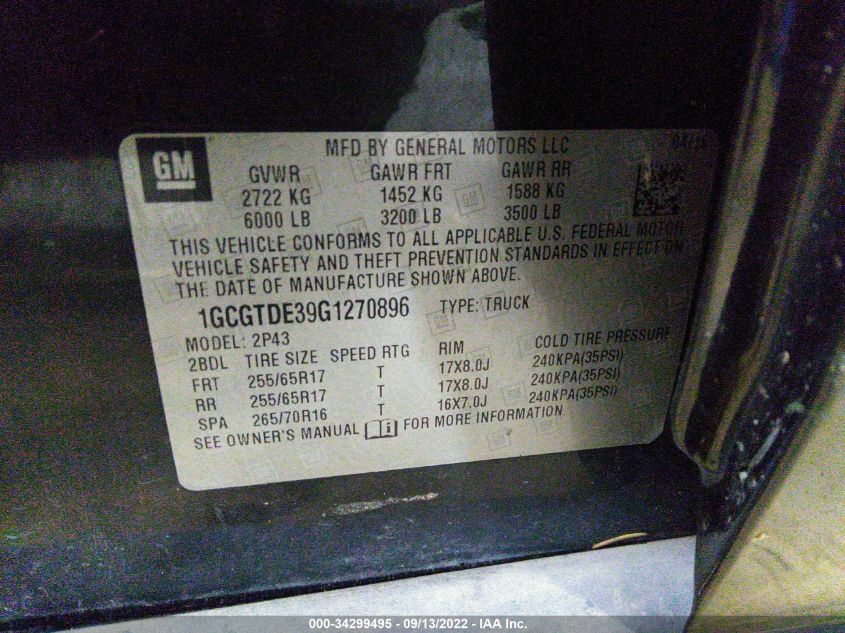 GM
MFD BY GENERAL MOTORS LLC 04/16
GVWR GAWR FRT GAWR RR
2722 KG 1452 KG 1588 KG
6000 LB 3200 LB 3500 LB
THIS VEHICLE CONFORMS TO ALL APPLICABLE U.S. FEDERAL MOTOR
VEHICLE SAFETY AND THEFT PREVENTION STANDARDS IN EFFECT ON
THE DATE OF MANUFACTURE SHOWN ABOVE.
1GCGTDE39G1270896 TYPE: TRUCK
MODEL: 2P43
2BDL TIRE SIZE SPEED RTG RIM COLD TIRE PRESSURE
FRT 255/65R17 T 17X8.0J 240KPA(35PSI)
RR 255/65R17 T 17X8.0J 240KPA(35PSI)
SPA 265/70R16 T 16X7.0J 240KPA(35PSI)
SEE OWNER'S MANUAL FOR MORE INFORMATION
000-34299495 - 09/13/2022 - IAA Inc.